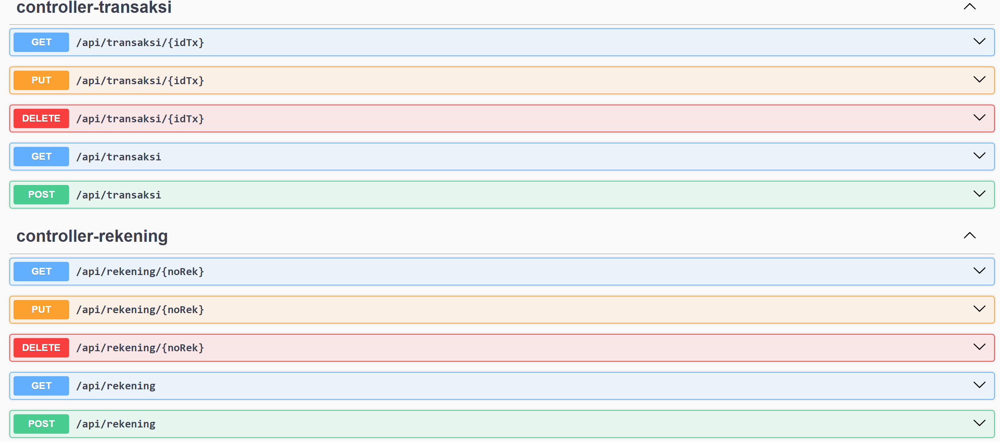 controller-transaksi
GET /api/transaksi/{idTx}
PUT /api/transaksi/{idTx}
DELETE /api/transaksi/{idTx}
GET /api/transaksi
POST /api/transaksi
controller-rekening
GET /api/rekening/{noRek}
PUT /api/rekening/{noRek}
DELETE /api/rekening/{noRek}
GET /api/rekening
POST /api/rekening